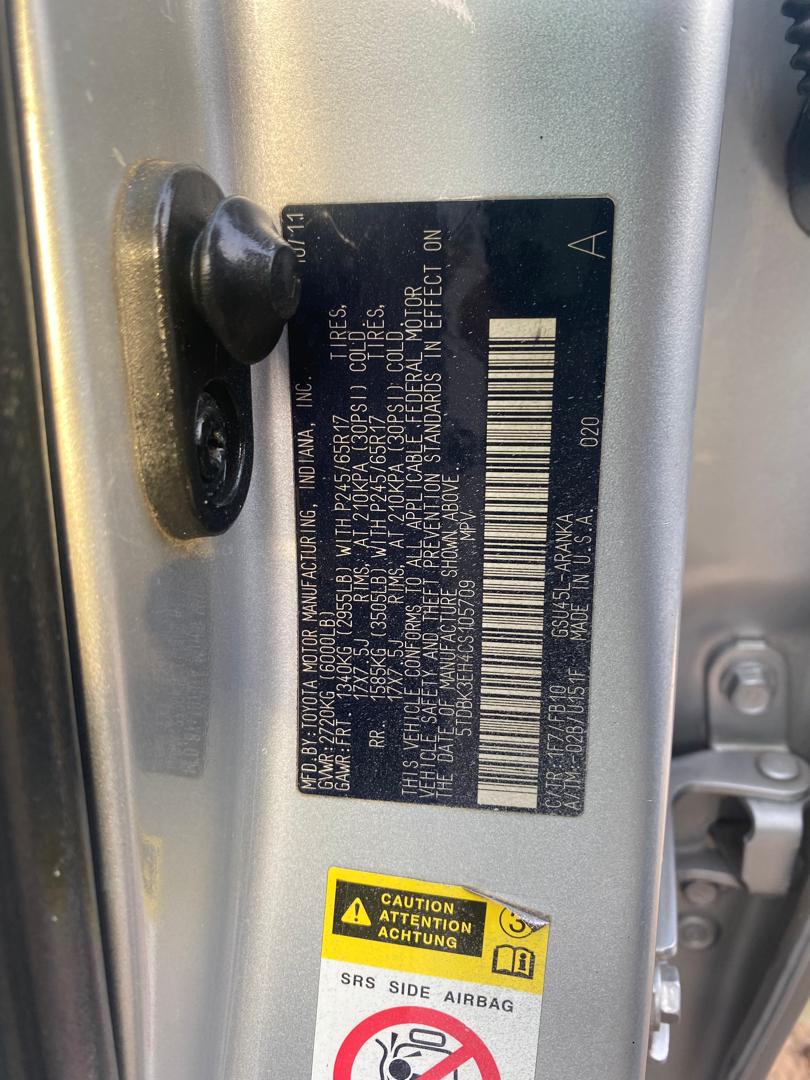 MFD.BY:TOYOTA MOTOR MANUFACTURING, INDIANA, INC. 10/11
GVWR:2720KG (6000LB)
GAWR:FRT 1340KG (2955LB) WITH P245/65R17 TIRES,
17X7.5J RIMS, AT 210KPA (30PSI) COLD.
RR. 1585KG (3505LB) WITH P245/65R17 TIRES,
17X7.5J RIMS, AT 210KPA (30PSI) COLD.
THIS VEHICLE CONFORMS TO ALL APPLICABLE FEDERAL MOTOR
VEHICLE SAFETY AND THEFT PREVENTION STANDARDS IN EFFECT ON
THE DATE OF MANUFACTURE SHOWN ABOVE.
5TDBK3EH4CS105709 MPV
C/TR:1F7/FB10 GSU45L-ARANKA 020
A/TM:-02B/U151F MADE IN U.S.A.
A
CAUTION
ATTENTION
ACHTUNG
3
SRS SIDE AIRBAG